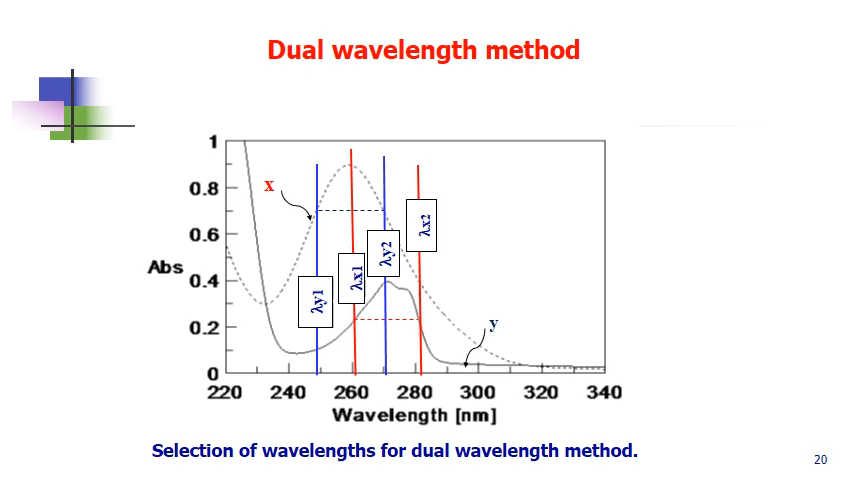 Dual wavelength method
1
0.8
0.6
0.4
0.2
0
Abs
x
λy1
λx1
λy2
λx2
y
220 240 260 280 300 320 340
Wavelength [nm]
Selection of wavelengths for dual wavelength method.
20